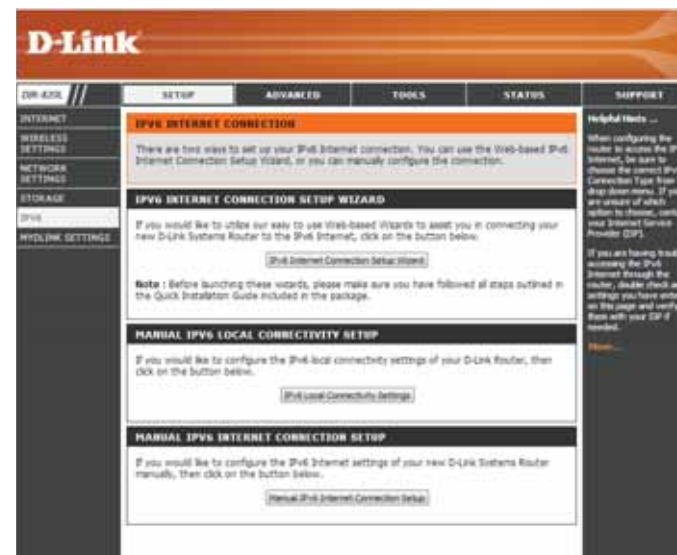 D-Link
DIR-820L // SETUP ADVANCED TOOLS STATUS SUPPORT
INTERNET
WIRELESS
SETTINGS
NETWORK
SETTINGS
STORAGE
IPV6
MYDLINK SETTINGS
IPV6 INTERNET CONNECTION
There are two ways to set up your IPv6 Internet connection. You can use the Web-based IPv6
Internet Connection Setup Wizard, or you can manually configure the connection.
IPV6 INTERNET CONNECTION SETUP WIZARD
If you would like to utilize our easy to use Web-based Wizards to assist you in connecting your
new D-Link Systems Router to the IPv6 Internet, click on the button below.
IPv6 Internet Connection Setup Wizard
Note : Before launching these wizards, please make sure you have followed all steps outlined in
the Quick Installation Guide included in the package.
MANUAL IPV6 LOCAL CONNECTIVITY SETUP
If you would like to configure the IPv6 local connectivity settings of your D-Link Router, then
click on the button below.
IPv6 Local Connectivity Settings
MANUAL IPV6 INTERNET CONNECTION SETUP
If you would like to configure the IPv6 Internet settings of your new D-Link Systems Router
manually, then click on the button below.
Manual IPv6 Internet Connection Setup
Helpful Hints ...
When configuring the
router to access the IP
Internet, be sure to
choose the correct IPv6
Connection Type from
drop down menu. If you
are unsure of which
option to choose, cont
your Internet Service
Provider (ISP).
If you are having troub
accessing the IPv6
Internet through the
router, double check a
settings you have ente
on this page and verify
them with your ISP if
needed.
More...